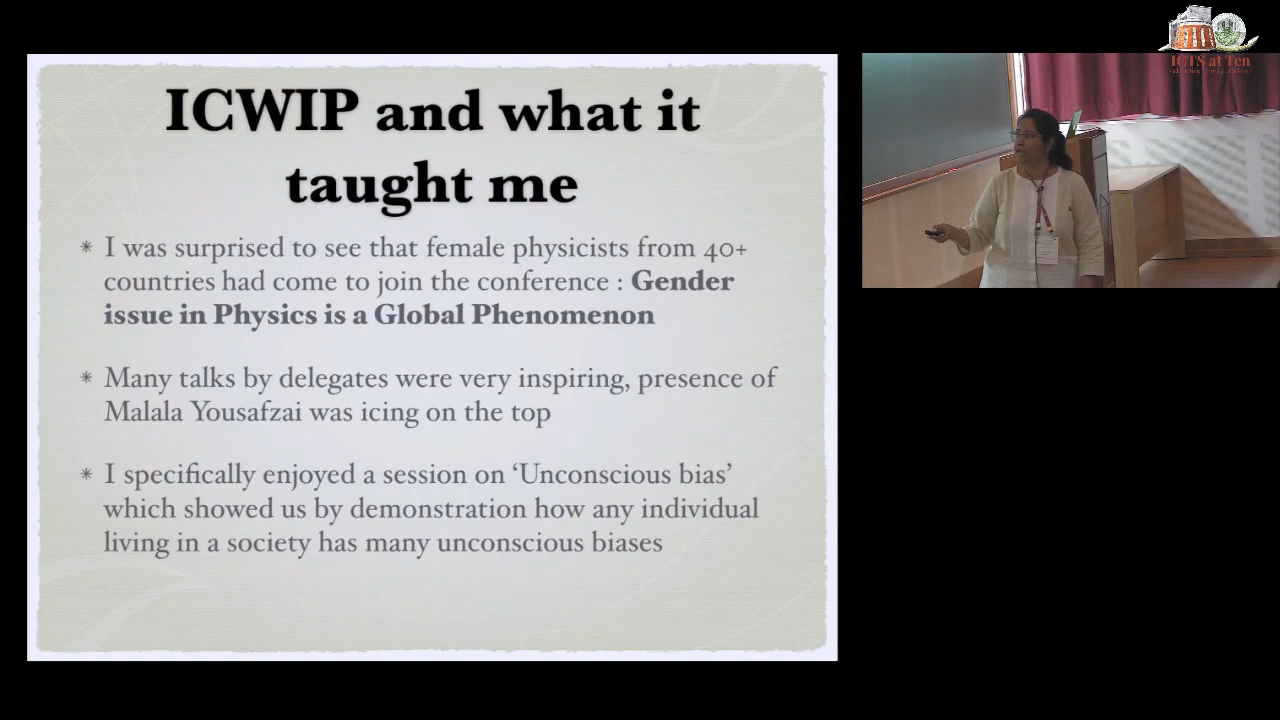 ICWIP and what it
taught me
* I was surprised to see that female physicists from 40+
countries had come to join the conference : Gender
issue in Physics is a Global Phenomenon
* Many talks by delegates were very inspiring, presence of
Malala Yousafzai was icing on the top
* I specifically enjoyed a session on ‘Unconscious bias’
which showed us by demonstration how any individual
living in a society has many unconscious biases
ICTS at Ten